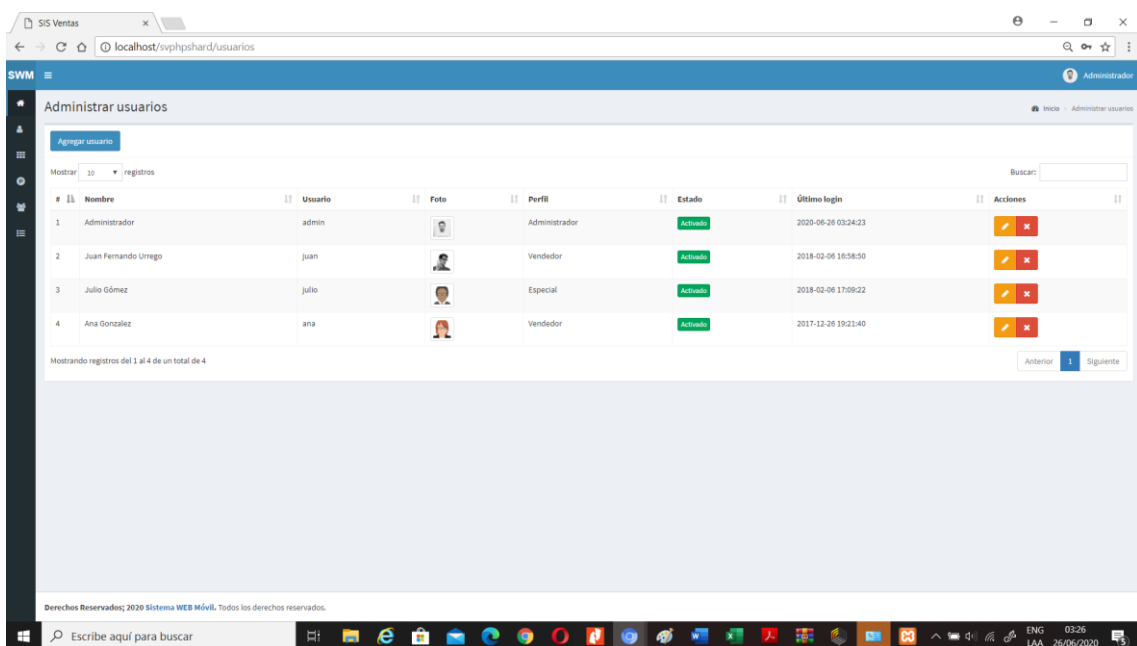 SIS Ventas
localhost/svphpshard/usuarios
SWM
Administrador
Administrar usuarios
Inicio > Administrar usuarios
Agregar usuario
Mostrar 10 registros
Buscar:
# Nombre Usuario Foto Perfil Estado Último login Acciones
1 Administrador admin Administrador Activado 2020-06-26 03:24:23
2 Juan Fernando Urrego juan Vendedor Activado 2018-02-06 16:58:50
3 Julio Gómez julio Especial Activado 2018-02-06 17:09:22
4 Ana Gonzalez ana Vendedor Activado 2017-12-26 19:21:40
Mostrando registros del 1 al 4 de un total de 4
Anterior 1 Siguiente
Derechos Reservados; 2020 Sistema WEB Móvil. Todos los derechos reservados.
Escribe aquí para buscar
ENG 03:26
LAA 26/06/2020